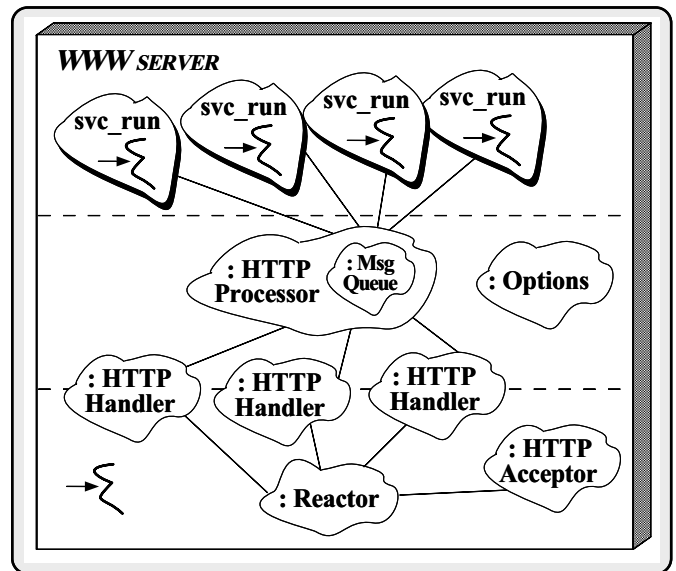 WWW SERVER
svc_run
svc_run
svc_run
svc_run
: HTTP
Processor
: Msg
Queue
: Options
: HTTP
Handler
: HTTP
Handler
: HTTP
Handler
: HTTP
Acceptor
: Reactor